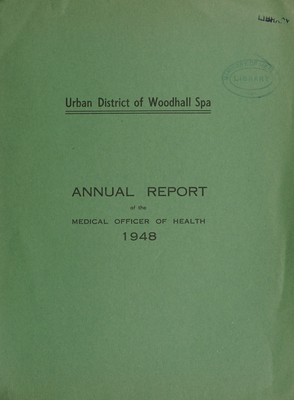 Urban District of Woodhall Spa
ANNUAL REPORT
of the
MEDICAL OFFICER OF HEALTH
1948